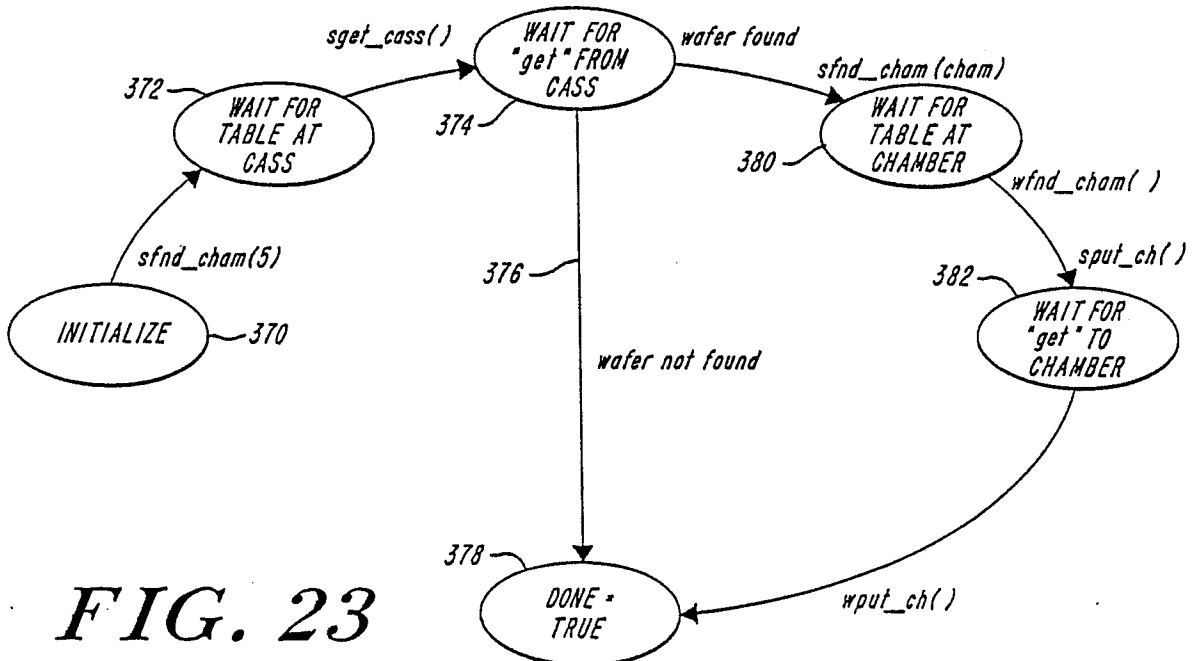 sget_cass()
WAIT FOR
"get" FROM
CASS
wafer found
372
WAIT FOR
TABLE AT
CASS
374
sfnd_cham (cham)
WAIT FOR
TABLE AT
CHAMBER
380
wfnd_cham( )
sfnd_cham(5)
376
sput_ch( )
382
INITIALIZE
370
WAIT FOR
"get" TO
CHAMBER
wafer not found
378
DONE =
TRUE
wput_ch( )
FIG. 23